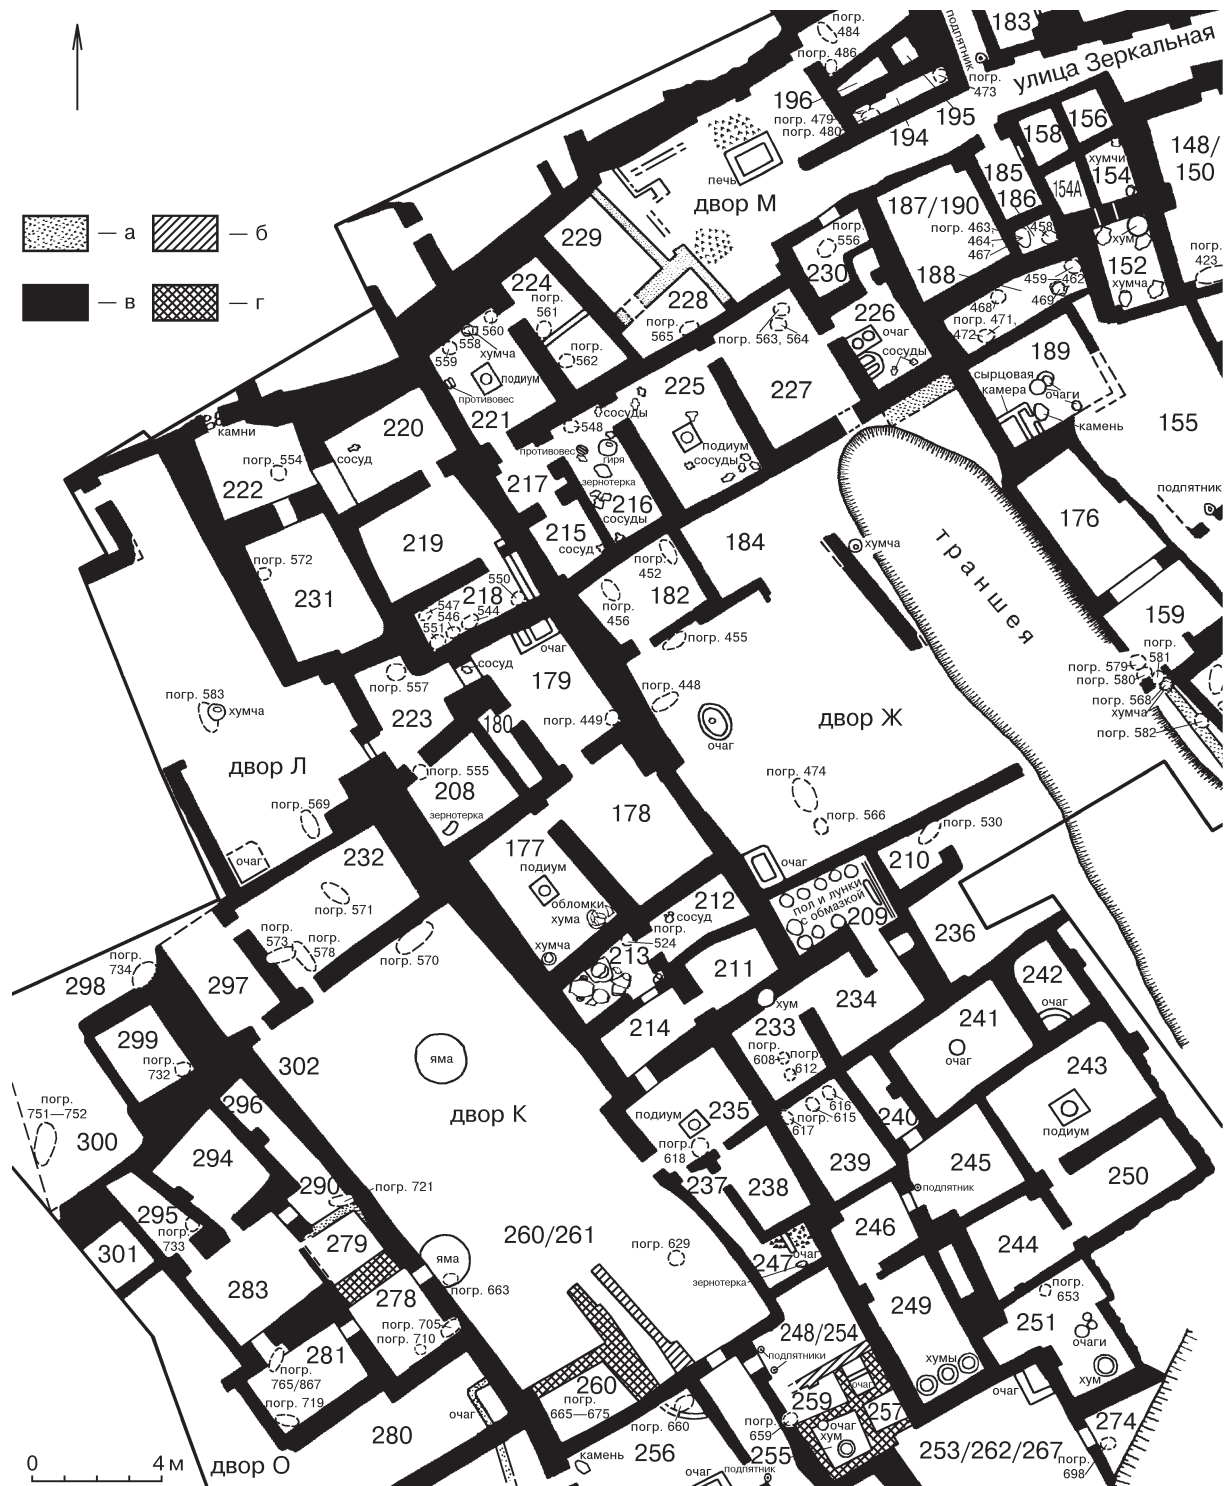 183
погр.
484
подпятник
улица Зеркальная
погр. 486
погр.
473
196
погр. 479
погр. 480
195
194
158
156
148/
150
хумчи
154
154А
185
186
печь
двор М
187/190
погр. 463,
464,
467
458
хум
152
хумча
погр.
423
229
погр.
556
230
188
459—462
469
468
погр. 471,
472
— а
— б
— в
— г
224
погр.
561
228
погр.
565
погр. 563, 564
226
очаг
сосуды
189
сырцовая
камера
очаги
камень
155
560
558
хумча
559
подиум
противовес
погр.
562
221
225
227
220
камни
сосуд
погр. 554
222
сосуды
548
противовес
гиря
зернотерка
подиум
сосуды
217
216
сосуды
215
сосуд
подпятник
176
219
184
хумча
траншея
погр. 572
231
550
218
547
546
551
544
погр.
452
182
погр.
456
159
погр. 455
погр.
581
579
погр. 580
погр. 568
хумча
погр. 582
очаг
сосуд
179
погр. 557
223
180
погр. 449
погр. 448
очаг
двор Ж
погр. 583
хумча
двор Л
погр. 555
208
зернотерка
погр. 474
погр. 566
погр. 569
178
погр. 530
210
очаг
232
177
подиум
очаг
пол и лунки
с обмазкой
209
погр. 571
обломки
хума
212
сосуд
236
погр.
573
погр.
578
погр. 570
хумча
погр.
524
213
211
242
очаг
298
погр.
734
297
хум
234
214
233
241
очаг
299
погр.
732
302
яма
погр.
608
погр.
612
243
подиум
погр.
751—752
300
296
двор К
подиум
235
616
погр. 615
617
240
294
погр.
618
239
245
250
290
погр. 721
237
238
подпятник
295
погр.
733
301
279
260/261
погр. 629
246
244
яма
247
очаг
зернотерка
283
278
погр. 663
погр. 705
погр. 710
249
погр.
653
251
очаги
281
248/254
подпятники
погр.
765/867
погр. 719
260
погр.
665—675
хумы
очаг
хум
259
очаг
257
очаг
280
погр. 660
погр.
659
очаг
хум
274
камень
256
255
253/262/267
погр.
698
0
4 м
двор О
очаг
подпятник